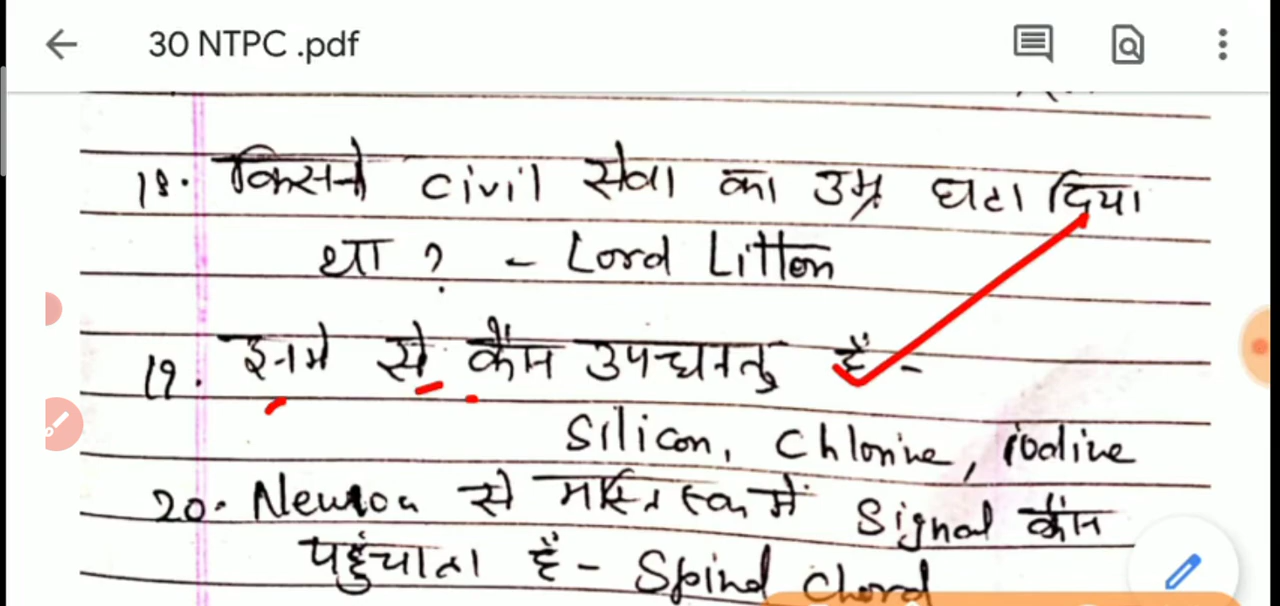 30 NTPC .pdf
18. किसने civil सेवा का उम्र घटा दिया
था ? - Lord Litton
19. इनमे से कौन उपधातु है -
Silicon, Chlorine, iodine
20. Neuron से मस्तिष्क में Signal कौन
पहुंचाता है - Spinal Chord